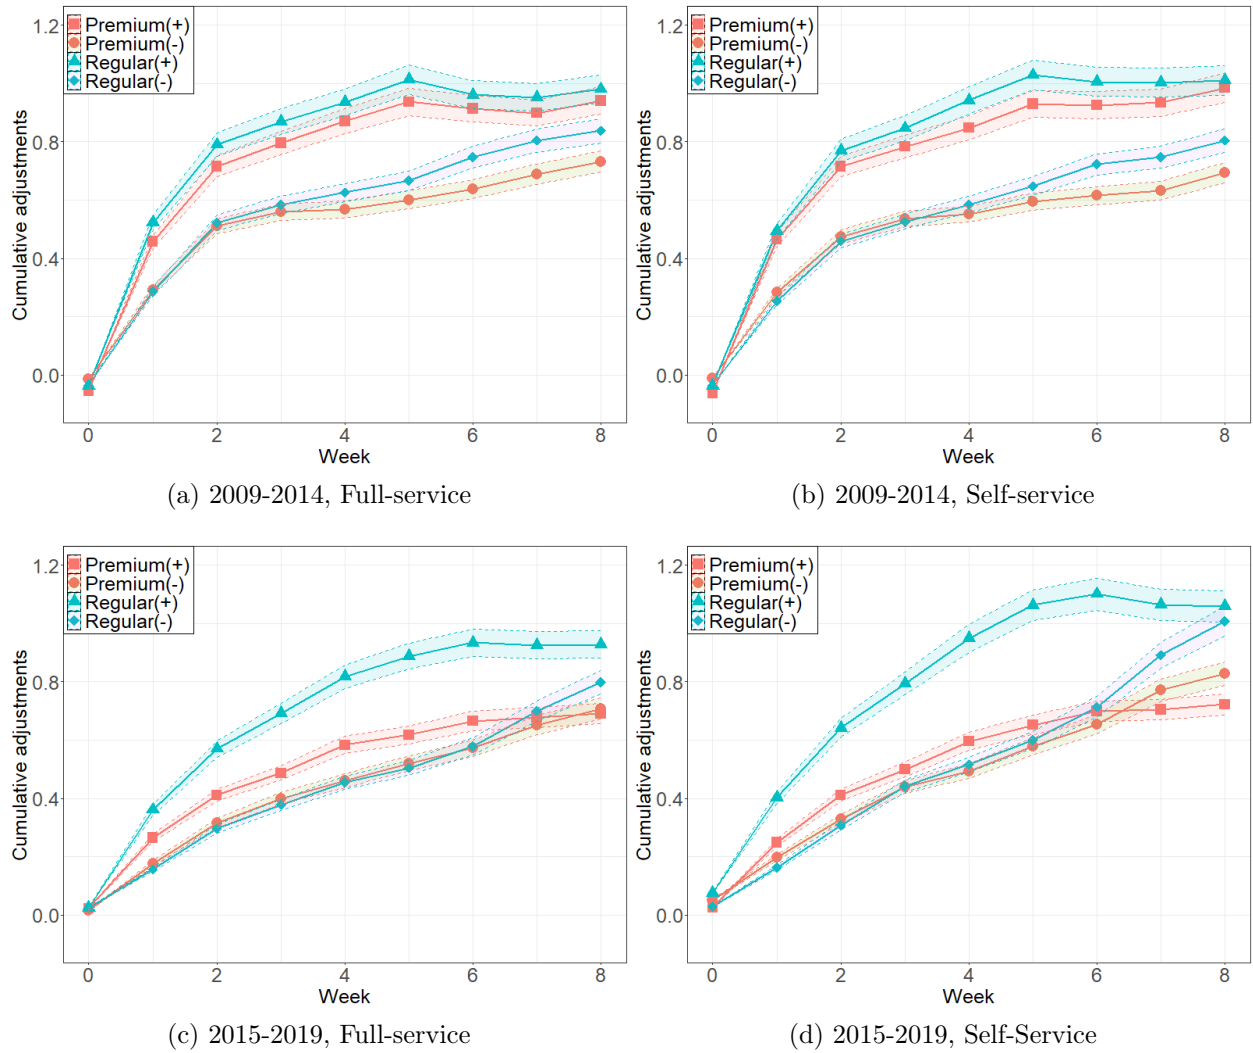 1.2
0.8
0.4
0.0
Cumulative adjustments
Premium(+)
Premium(-)
Regular(+)
Regular(-)
0 2 4 6 8
Week
(a) 2009-2014, Full-service
1.2
0.8
0.4
0.0
Cumulative adjustments
Premium(+)
Premium(-)
Regular(+)
Regular(-)
0 2 4 6 8
Week
(b) 2009-2014, Self-service
1.2
0.8
0.4
0.0
Cumulative adjustments
Premium(+)
Premium(-)
Regular(+)
Regular(-)
0 2 4 6 8
Week
(c) 2015-2019, Full-service
1.2
0.8
0.4
0.0
Cumulative adjustments
Premium(+)
Premium(-)
Regular(+)
Regular(-)
0 2 4 6 8
Week
(d) 2015-2019, Self-Service